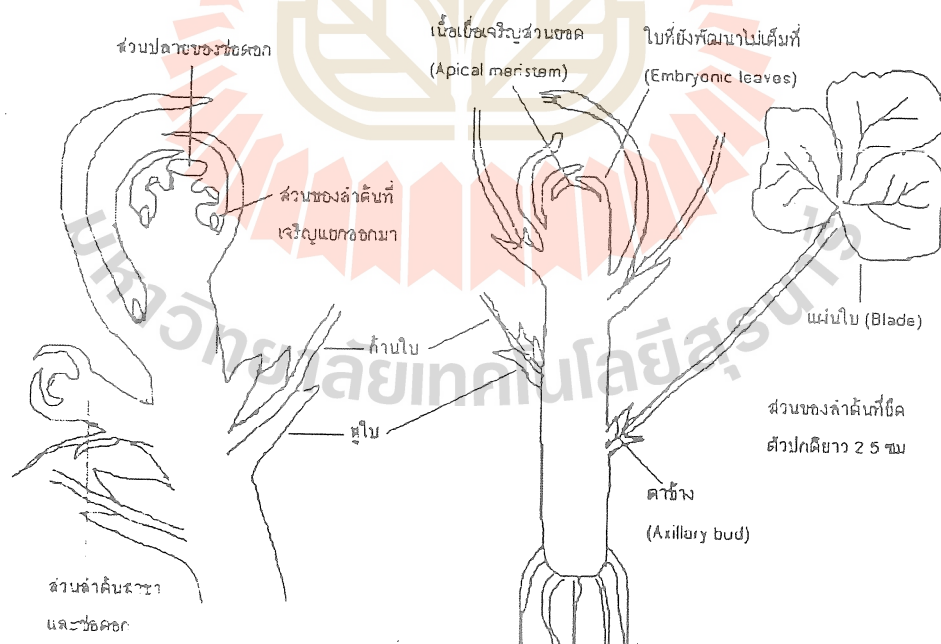 ส่วนปลายของช่อดอก
เนื้อเยื่อเจริญส่วนยอด
(Apical meristem)
ใบที่ยังพัฒนาไม่เต็มที่
(Embryonic leaves)
ส่วนของลำต้นที่
เจริญแยกออกมา
แผ่นใบ (Blade)
ก้านใบ
หูใบ
ส่วนของลำต้นที่ยืด
ตัวปกติยาว 2 5 ซม
ตาข้าง
(Axillary bud)
ส่วนลำต้นสาขา
และช่อดอก
มหาวิทยาลัยเทคโนโลยีสุรนารี